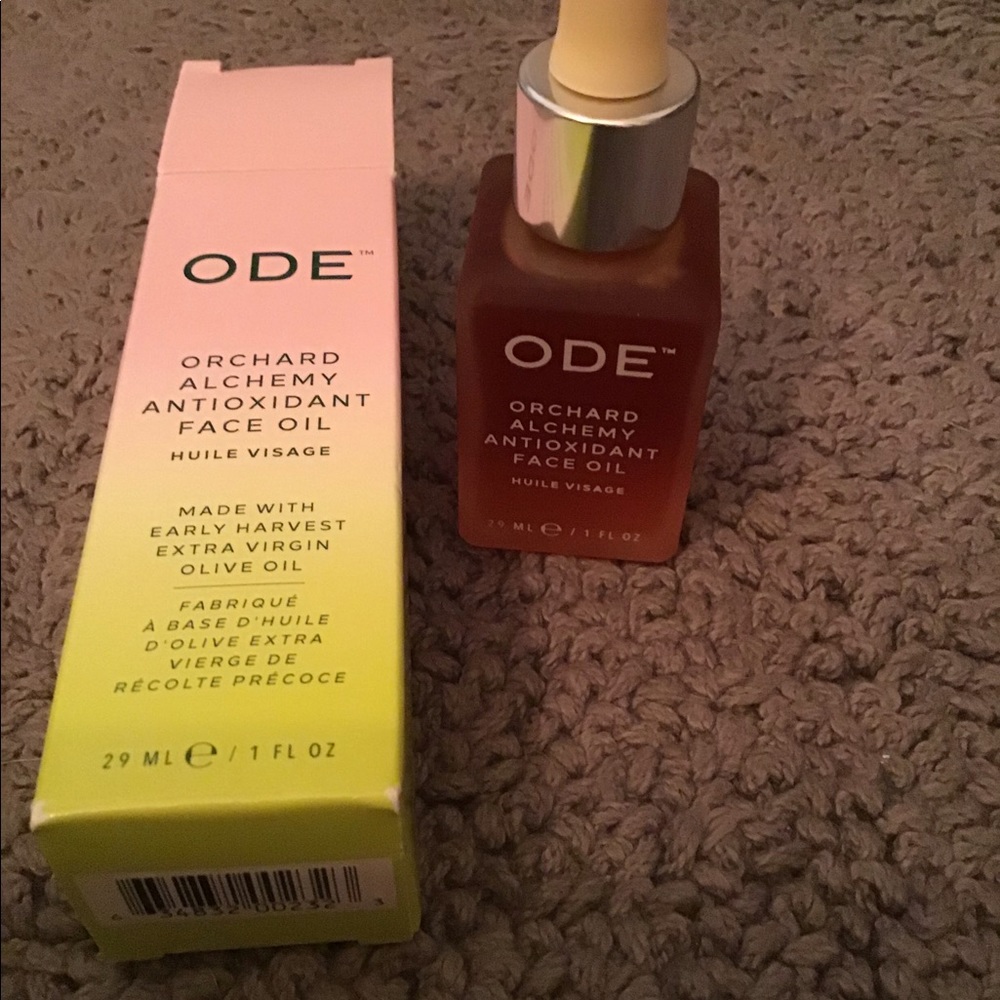 ODE™
ORCHARD
ALCHEMY
ANTIOXIDANT
FACE OIL
HUILE VISAGE
MADE WITH
EARLY HARVEST
EXTRA VIRGIN
OLIVE OIL
FABRIQUÉ
À BASE D'HUILE
D'OLIVE EXTRA
VIERGE DE
RÉCOLTE PRÉCOCE
29 ML ℮ / 1 FL OZ
ODE™
ORCHARD
ALCHEMY
ANTIOXIDANT
FACE OIL
HUILE VISAGE
29 ML ℮ / 1 FL OZ